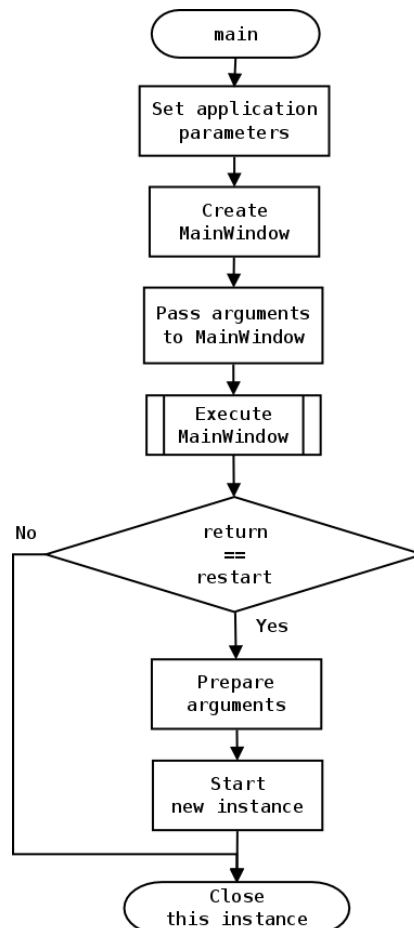 main
Set application
parameters
Create
MainWindow
Pass arguments
to MainWindow
Execute
MainWindow
No
return
==
restart
Yes
Prepare
arguments
Start
new instance
Close
this instance